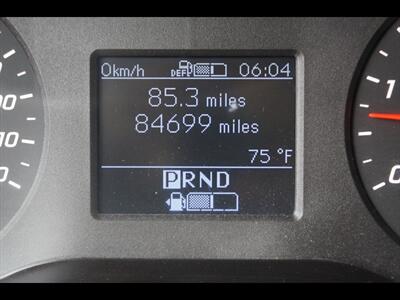 0km/h DEF 06:04
85.3 miles
84699 miles
75 °F
PRND